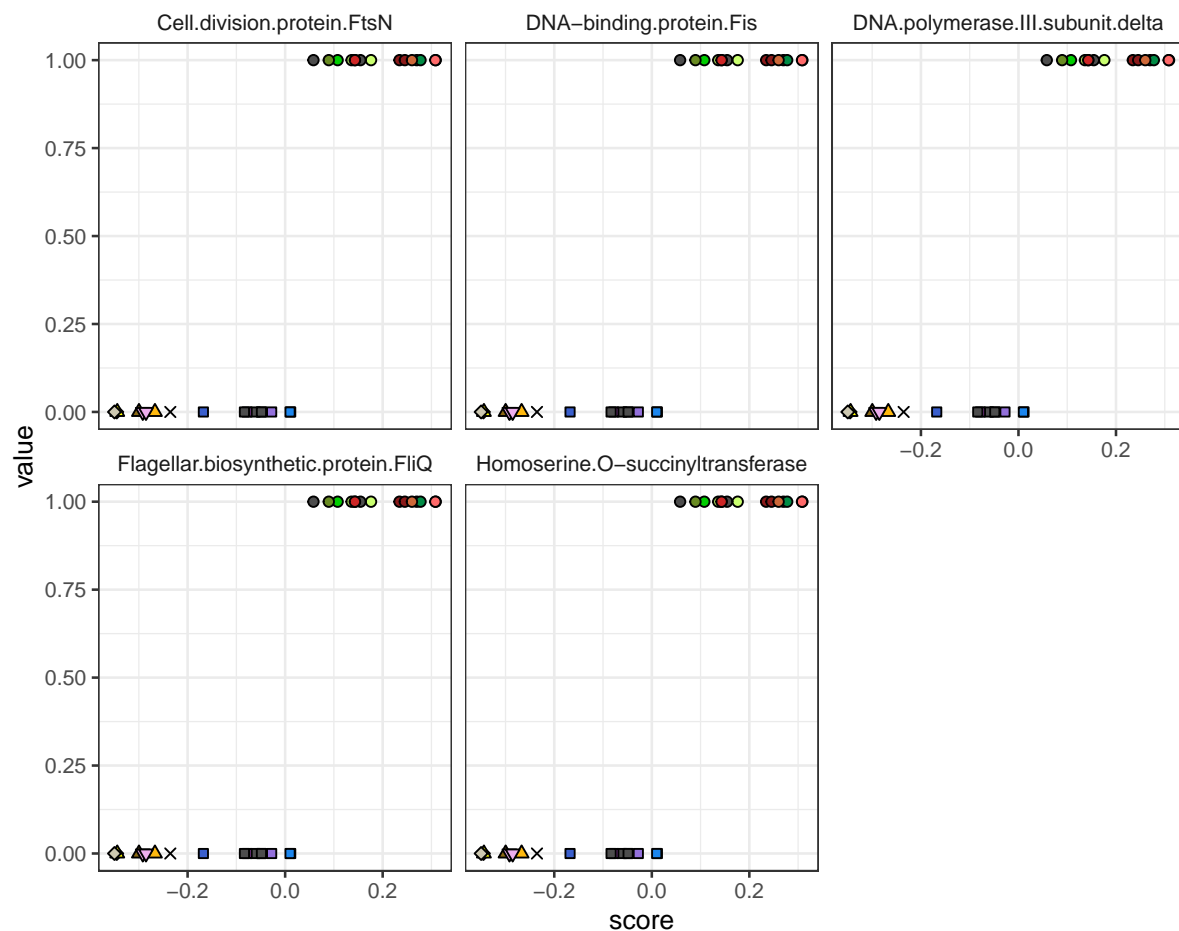 Cell.division.protein.FtsN
DNA−binding.protein.Fis
DNA.polymerase.III.subunit.delta
1.00
0.75
0.50
0.25
0.00
−0.2 0.0 0.2
value
Flagellar.biosynthetic.protein.FliQ
Homoserine.O−succinyltransferase
1.00
0.75
0.50
0.25
0.00
−0.2 0.0 0.2
−0.2 0.0 0.2
score